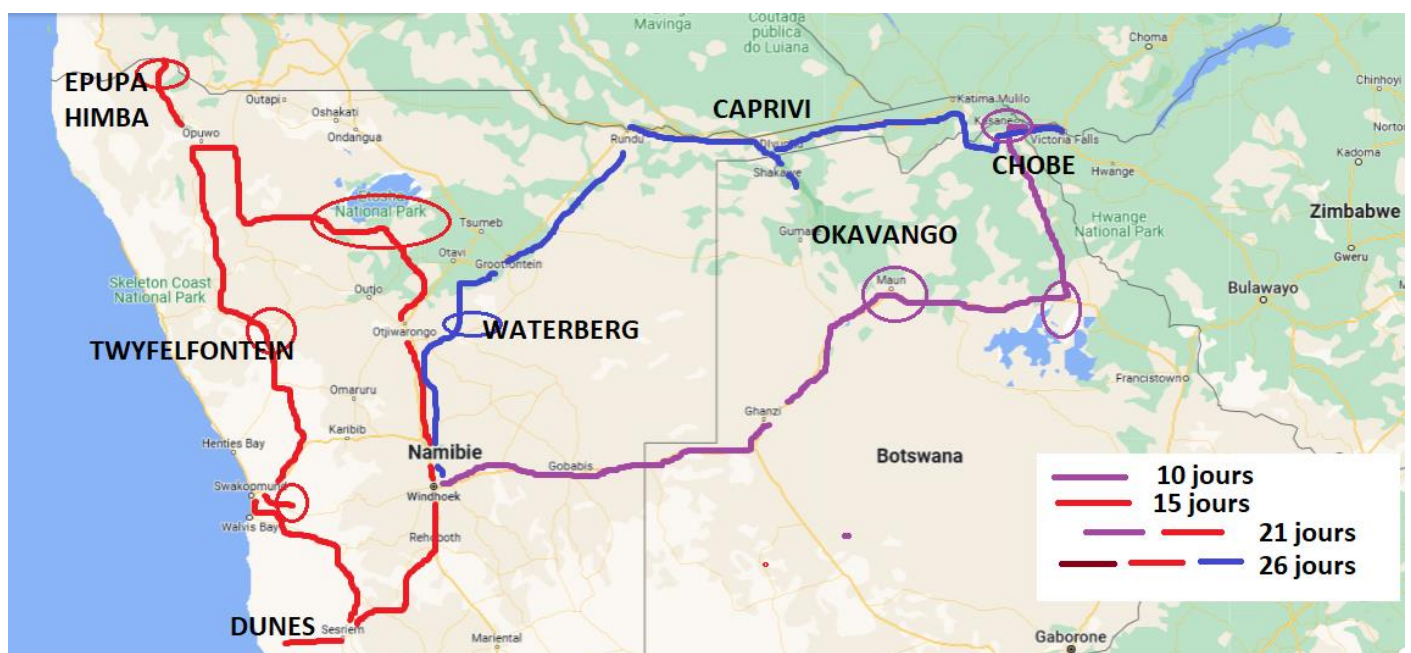 Mavinga
Coutada
pública
do Luiana
Choma
Chinhoyi
EPUPA
HIMBA
Outapi
Oshakati
Ondangua
Opuwo
CAPRIVI
Katima Mulilo
Kasane
Victoria Falls
Rundu
Divundu
Shakawe
CHOBE
Hwange
Kadoma
National Park
Tsumeb
Gumare
OKAVANGO
Hwange
National Park
Zimbabwe
Gweru
Otavi
Grootfontein
Skeleton Coast
National Park
Outjo
Maun
Bulawayo
Otjiwarongo
WATERBERG
TWYFELFONTEIN
Omaruru
Francistown
Karibib
Ghanzi
Henties Bay
Namibie
Gobabis
Botswana
Swakopmund
Windhoek
Walvis Bay
Rehoboth
10 jours
15 jours
21 jours
26 jours
DUNES
Sesriem
Mariental
Gaborone